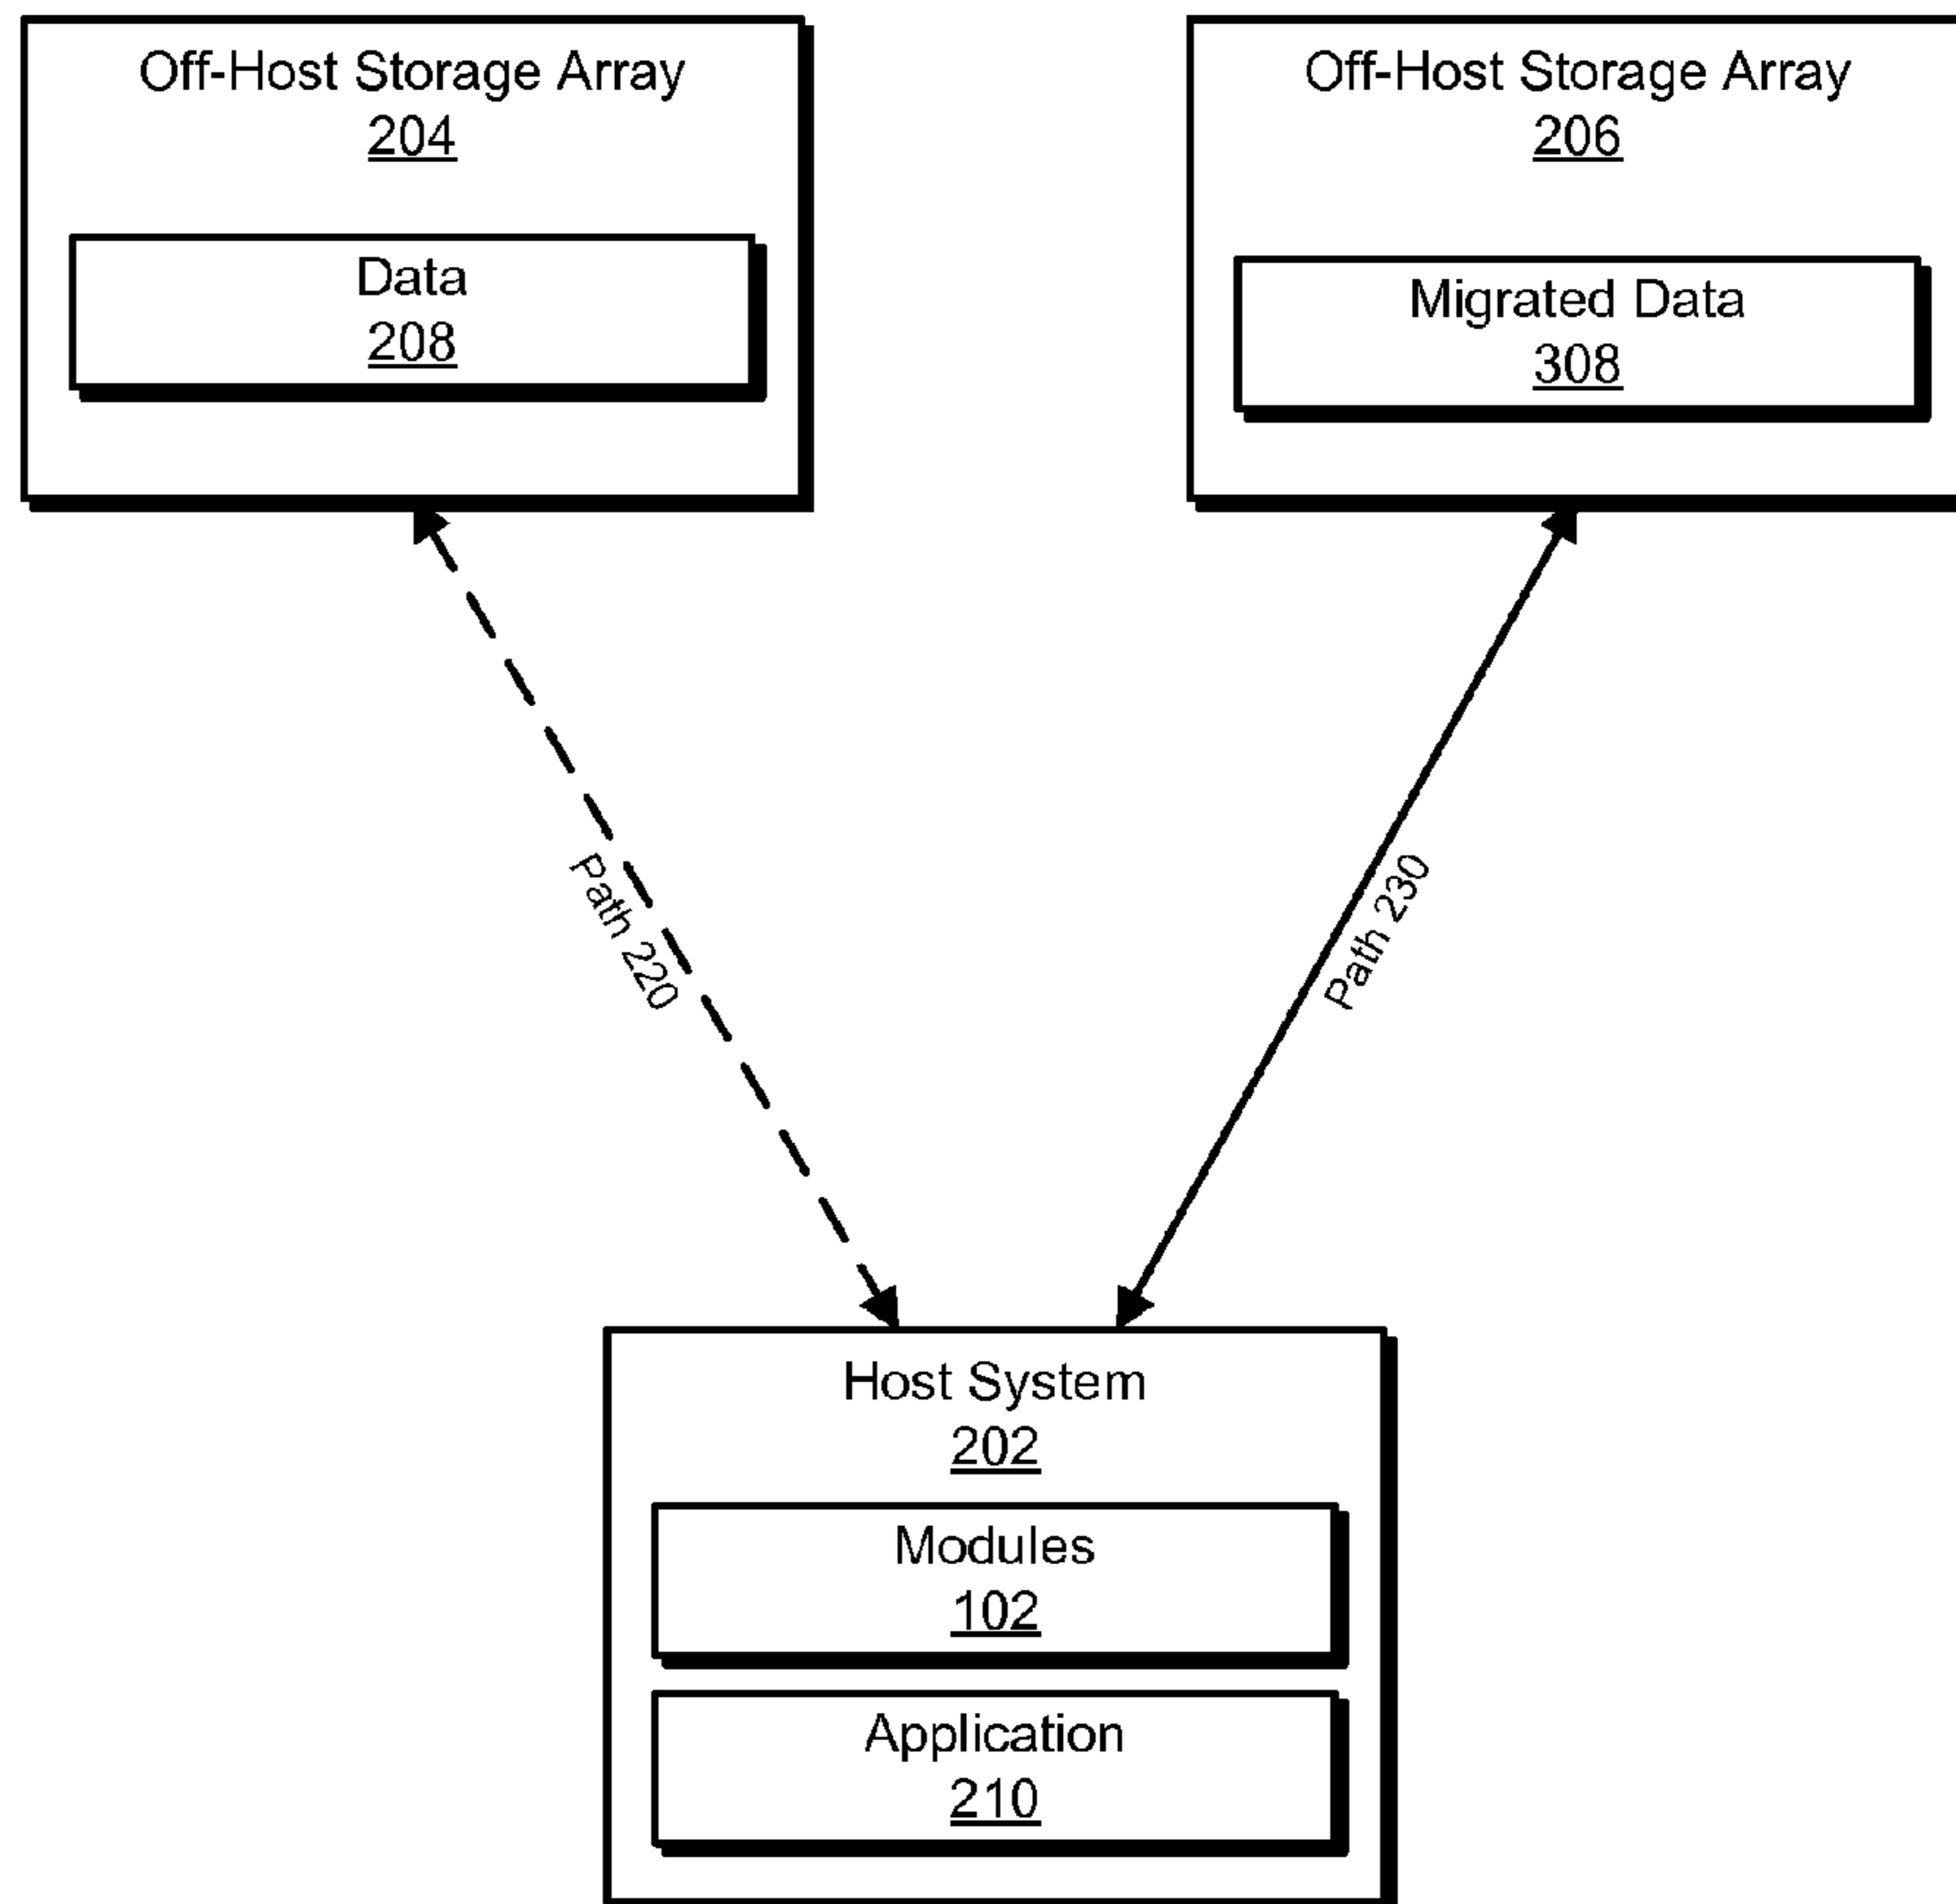 Off-Host Storage Array
204
Data
208
Off-Host Storage Array
206
Migrated Data
308
Path 220
Path 230
Host System
202
Modules
102
Application
210